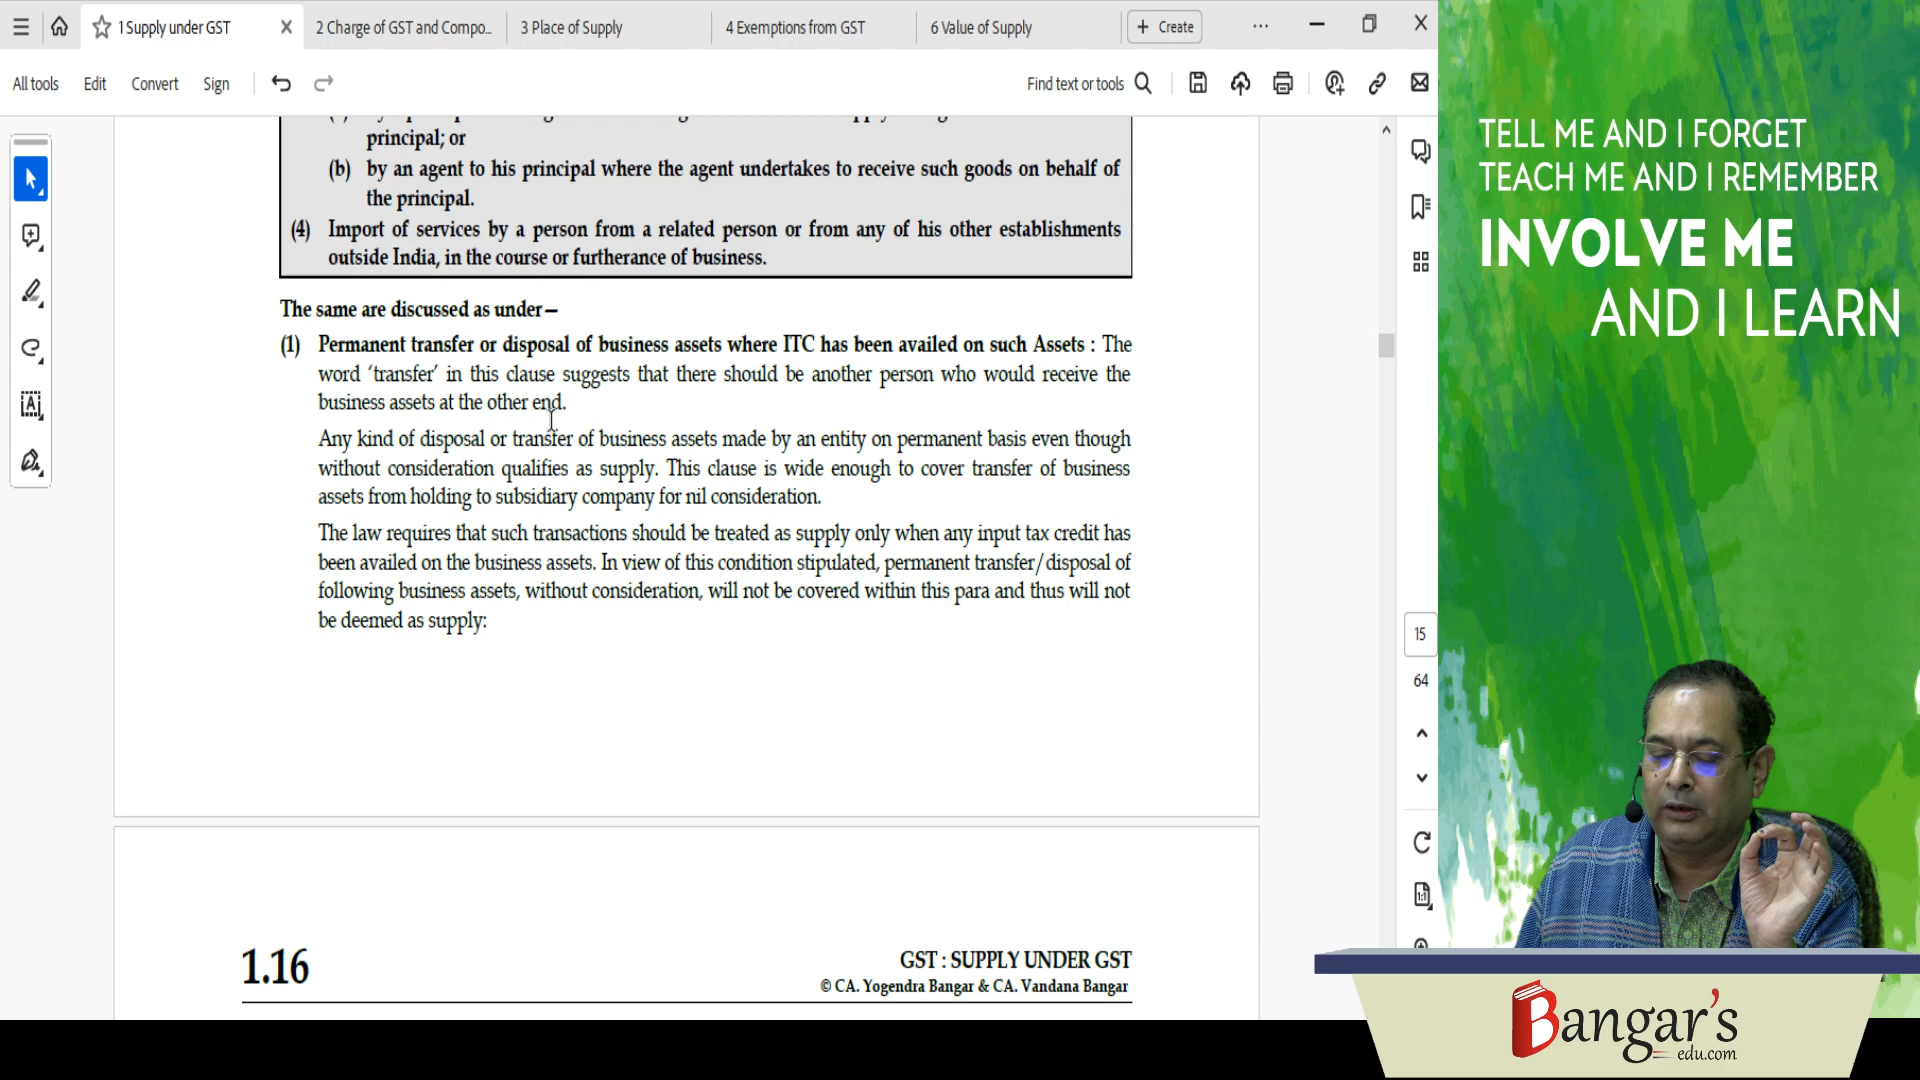 1 Supply under GST
2 Charge of GST and Compo...
3 Place of Supply
4 Exemptions from GST
6 Value of Supply
+ Create
All tools Edit Convert Sign
Find text or tools
principal; or
(b) by an agent to his principal where the agent undertakes to receive such goods on behalf of
the principal.
(4) Import of services by a person from a related person or from any of his other establishments
outside India, in the course or furtherance of business.
The same are discussed as under—
(1) Permanent transfer or disposal of business assets where ITC has been availed on such Assets : The
word ‘transfer’ in this clause suggests that there should be another person who would receive the
business assets at the other end.
Any kind of disposal or transfer of business assets made by an entity on permanent basis even though
without consideration qualifies as supply. This clause is wide enough to cover transfer of business
assets from holding to subsidiary company for nil consideration.
The law requires that such transactions should be treated as supply only when any input tax credit has
been availed on the business assets. In view of this condition stipulated, permanent transfer/disposal of
following business assets, without consideration, will not be covered within this para and thus will not
be deemed as supply:
15
64
1.16
GST : SUPPLY UNDER GST
© CA. Yogendra Bangar & CA. Vandana Bangar
TELL ME AND I FORGET
TEACH ME AND I REMEMBER
INVOLVE ME
AND I LEARN
Bangar's
edu.com